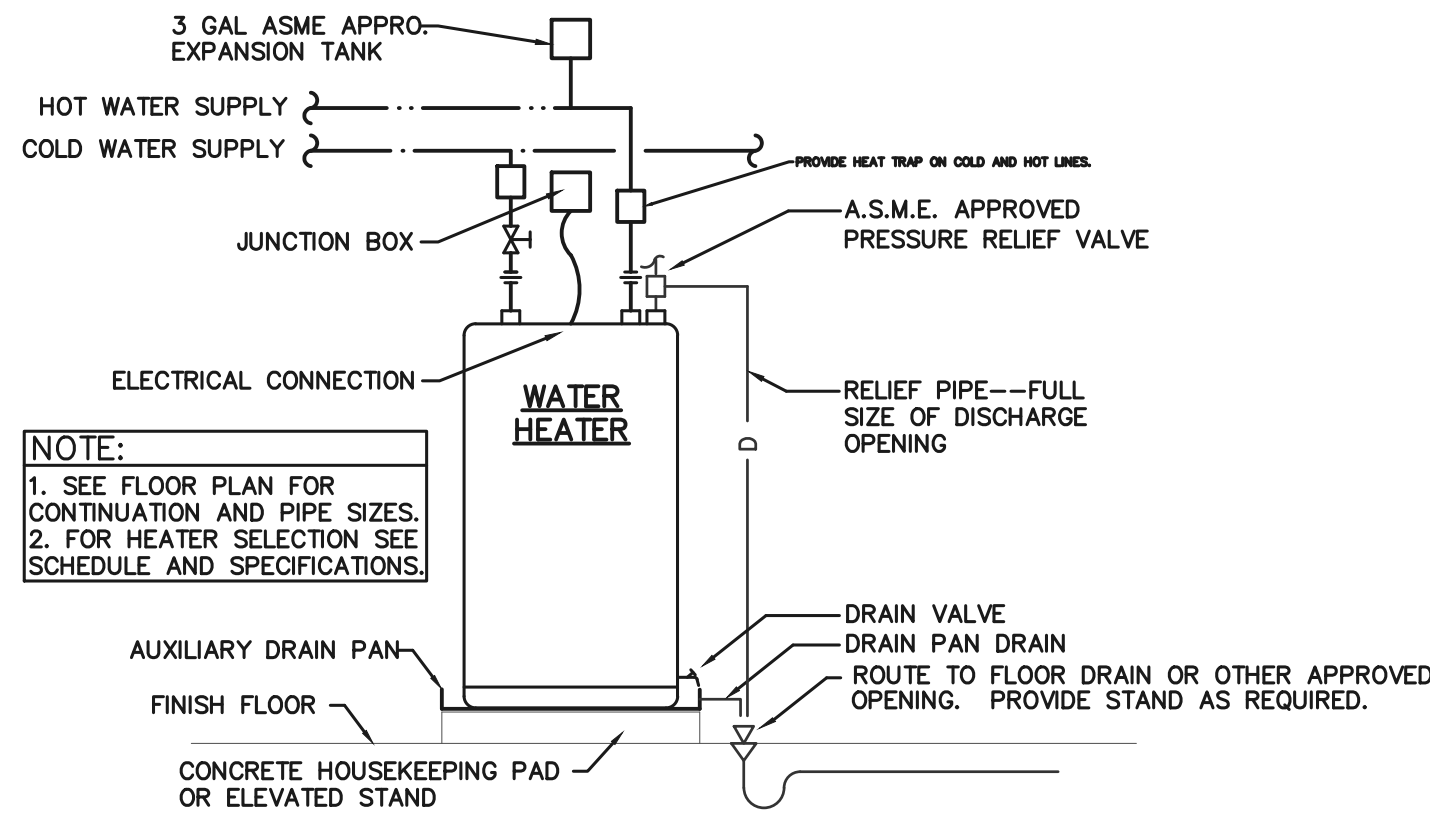 3 GAL ASME APPRO.
EXPANSION TANK
HOT WATER SUPPLY
COLD WATER SUPPLY
PROVIDE HEAT TRAP ON COLD AND HOT LINES.
A.S.M.E. APPROVED
PRESSURE RELIEF VALVE
JUNCTION BOX
ELECTRICAL CONNECTION
WATER
HEATER
RELIEF PIPE--FULL
SIZE OF DISCHARGE
OPENING
D
NOTE:
1. SEE FLOOR PLAN FOR
CONTINUATION AND PIPE SIZES.
2. FOR HEATER SELECTION SEE
SCHEDULE AND SPECIFICATIONS.
DRAIN VALVE
DRAIN PAN DRAIN
AUXILIARY DRAIN PAN
ROUTE TO FLOOR DRAIN OR OTHER APPROVED
OPENING. PROVIDE STAND AS REQUIRED.
FINISH FLOOR
CONCRETE HOUSEKEEPING PAD
OR ELEVATED STAND